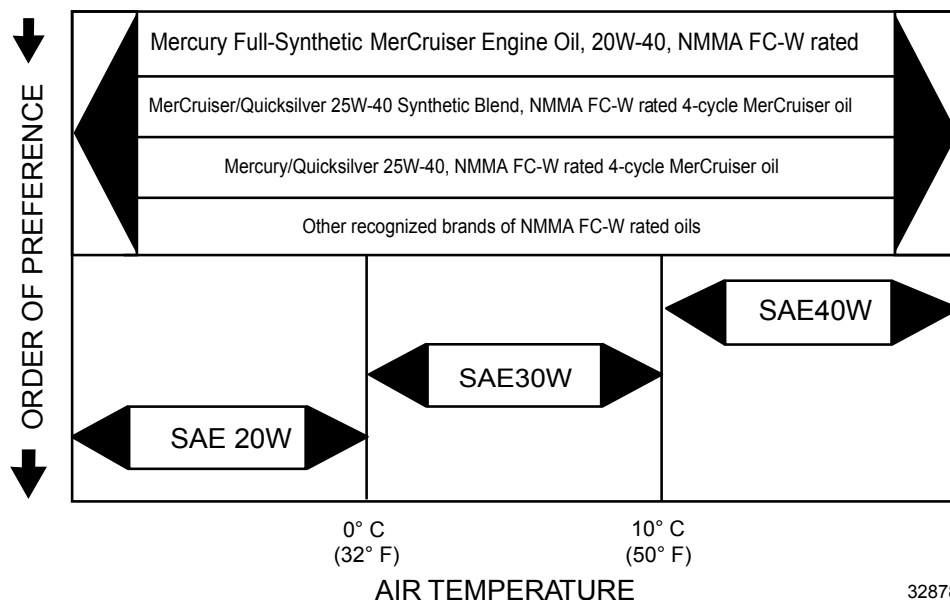 ORDER OF PREFERENCE
Mercury Full-Synthetic MerCruiser Engine Oil, 20W-40, NMMA FC-W rated
MerCruiser/Quicksilver 25W-40 Synthetic Blend, NMMA FC-W rated 4-cycle MerCruiser oil
Mercury/Quicksilver 25W-40, NMMA FC-W rated 4-cycle MerCruiser oil
Other recognized brands of NMMA FC-W rated oils
SAE40W
SAE30W
SAE 20W
0° C
(32° F)
10° C
(50° F)
AIR TEMPERATURE